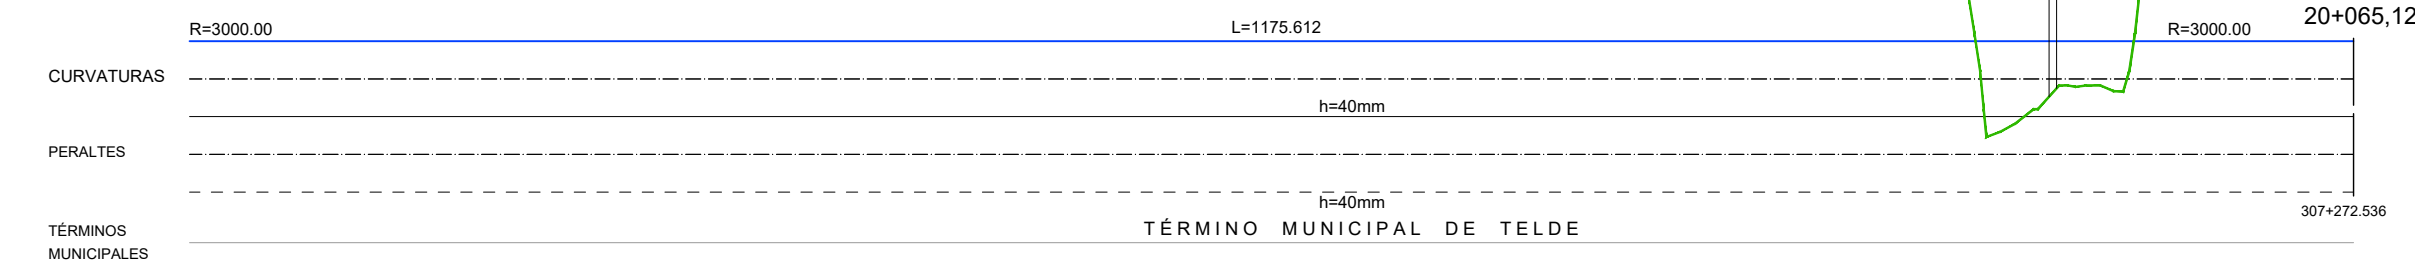 20+065,12
R=3000.00 L=1175.612 R=3000.00
CURVATURAS
h=40mm
PERALTES
h=40mm
307+272.536
TÉRMINO MUNICIPAL DE TELDE
TÉRMINOS
MUNICIPALES